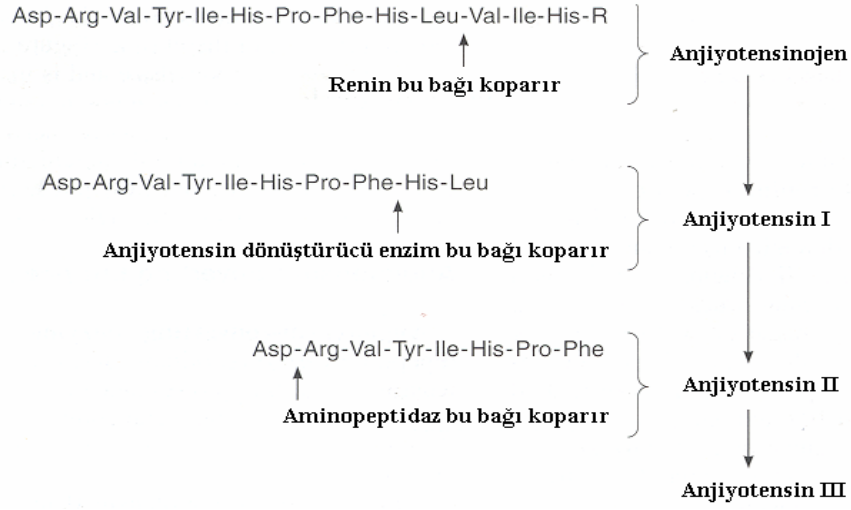 Asp-Arg-Val-Tyr-Ile-His-Pro-Phe-His-Leu-Val-Ile-His-R
Renin bu bağı koparır
Anjiyotensinojen
Asp-Arg-Val-Tyr-Ile-His-Pro-Phe-His-Leu
Anjiyotensin dönüştürücü enzim bu bağı koparır
Anjiyotensin I
Asp-Arg-Val-Tyr-Ile-His-Pro-Phe
Aminopeptidaz bu bağı koparır
Anjiyotensin II
Anjiyotensin III